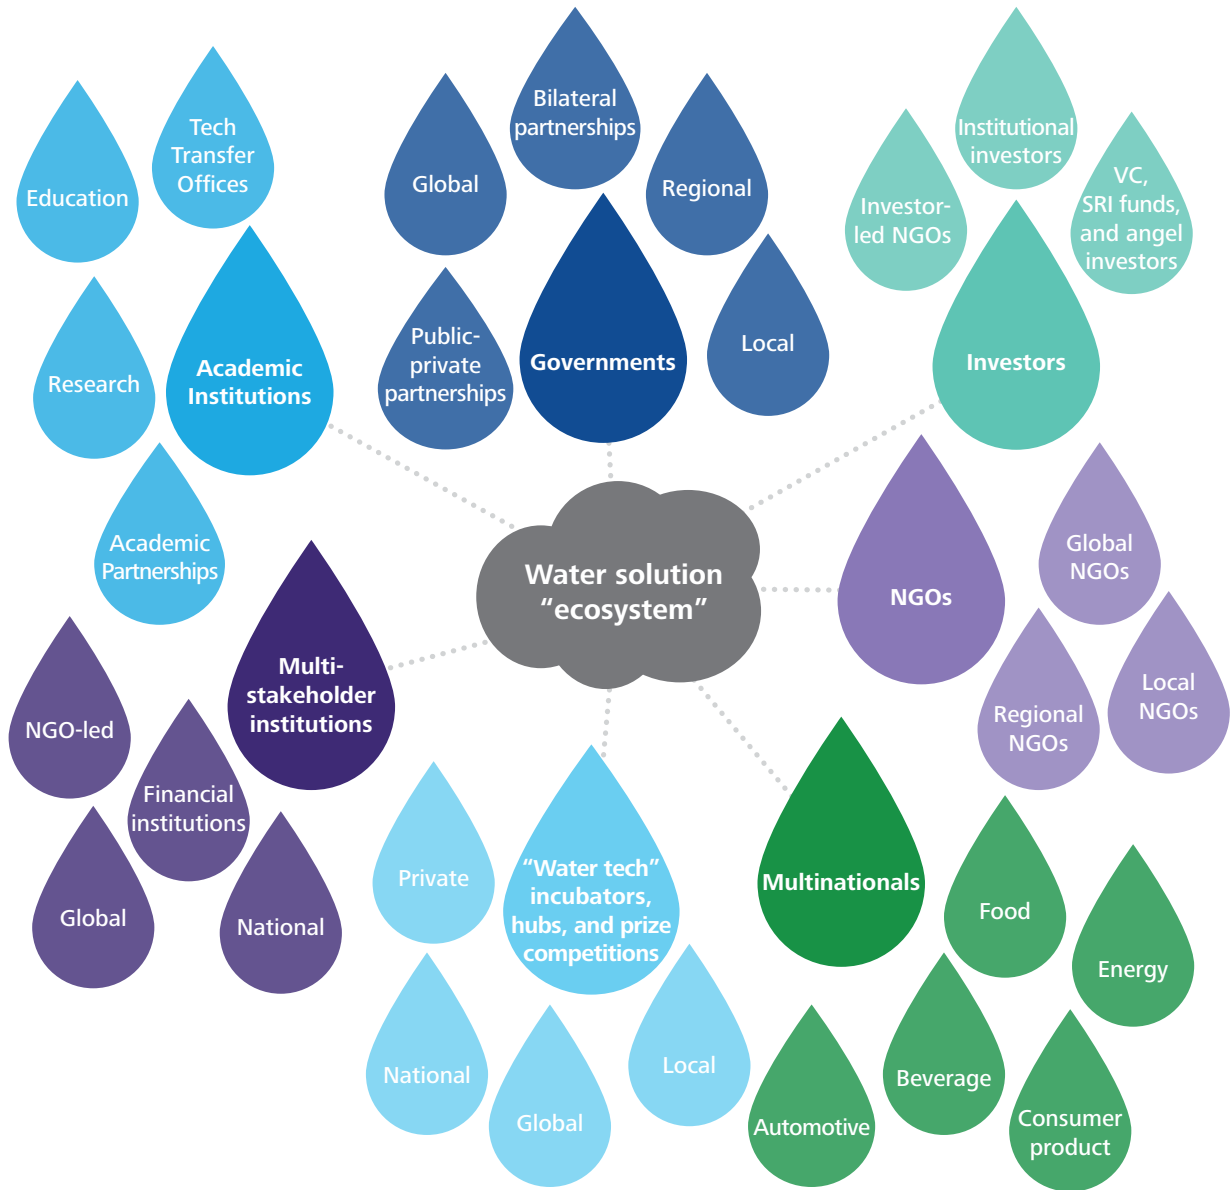 Education
Tech
Transfer
Offices
Research
Academic
Institutions
Academic
Partnerships
Global
Bilateral
partnerships
Regional
Public-
private
partnerships
Governments
Local
Investor-
led NGOs
Institutional
investors
VC,
SRI funds,
and angel
investors
Investors
Water solution
“ecosystem”
NGOs
Global
NGOs
Regional
NGOs
Local
NGOs
Multi-
stakeholder
institutions
NGO-led
Financial
institutions
Global
National
Private
“Water tech”
incubators,
hubs, and prize
competitions
National
Global
Local
Multinationals
Food
Energy
Beverage
Automotive
Consumer
product